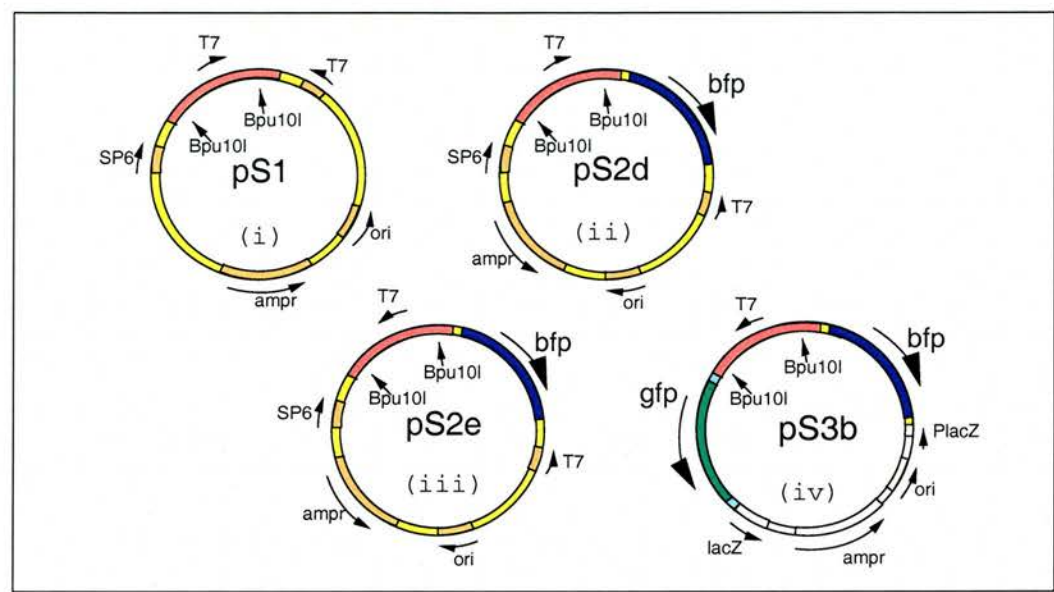 T7
T7
Bpu10I
Bpu10I
SP6
pS1
(i)
ori
ampr
T7
bfp
Bpu10I
Bpu10I
SP6
pS2d
T7
(ii)
ampr
ori
T7
bfp
Bpu10I
Bpu10I
SP6
pS2e
T7
(iii)
ampr
ori
T7
bfp
Bpu10I
gfp
Bpu10I
pS3b
PlacZ
ori
(iv)
lacZ
ampr